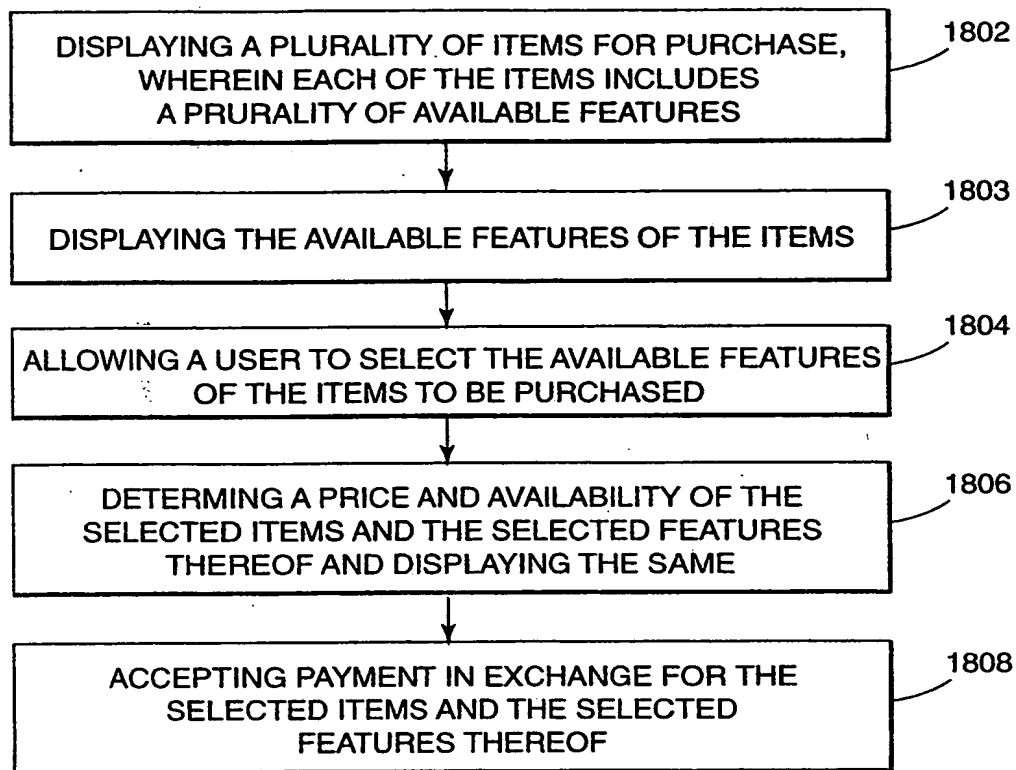 DISPLAYING A PLURALITY OF ITEMS FOR PURCHASE,
WHEREIN EACH OF THE ITEMS INCLUDES
A PRURALITY OF AVAILABLE FEATURES
1802
DISPLAYING THE AVAILABLE FEATURES OF THE ITEMS
1803
ALLOWING A USER TO SELECT THE AVAILABLE FEATURES
OF THE ITEMS TO BE PURCHASED
1804
DETERMING A PRICE AND AVAILABILITY OF THE
SELECTED ITEMS AND THE SELECTED FEATURES
THEREOF AND DISPLAYING THE SAME
1806
ACCEPTING PAYMENT IN EXCHANGE FOR THE
SELECTED ITEMS AND THE SELECTED
FEATURES THEREOF
1808